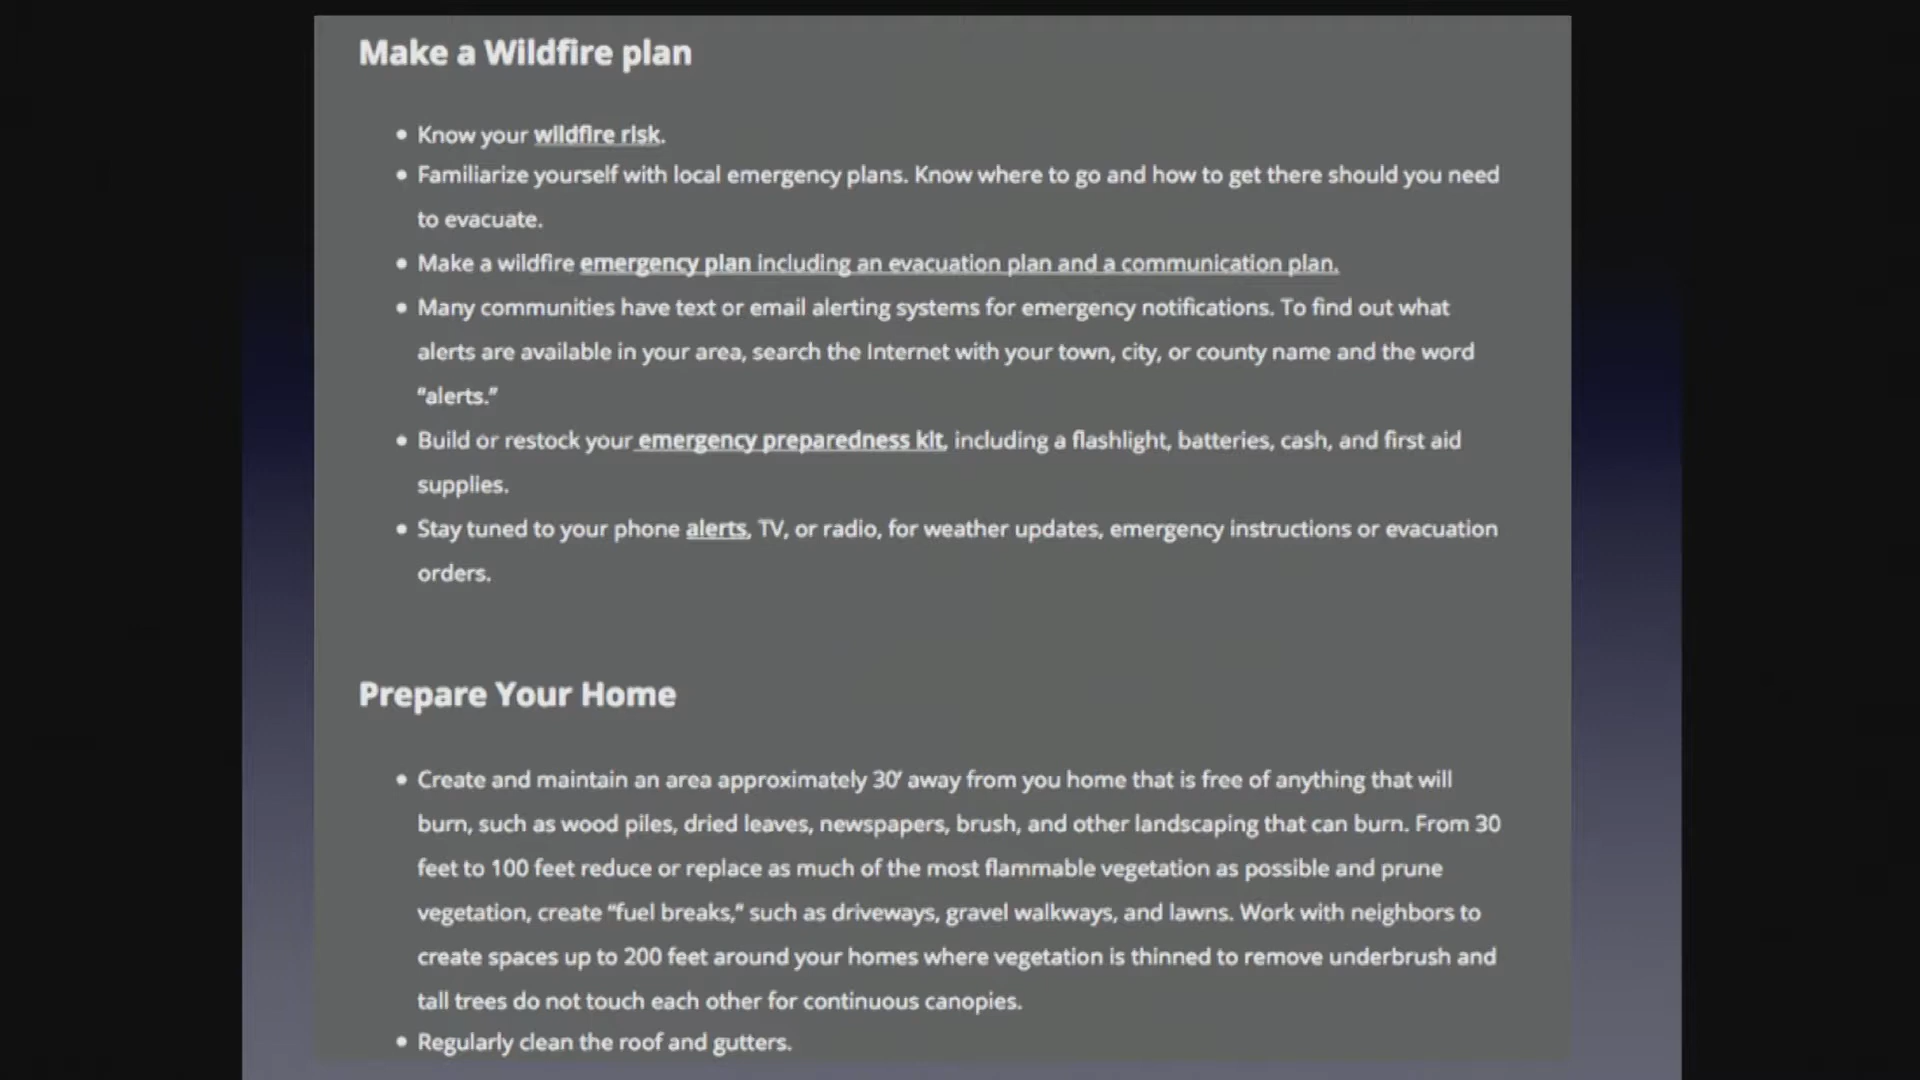 Make a Wildfire plan
• Know your wildfire risk.
• Familiarize yourself with local emergency plans. Know where to go and how to get there should you need
to evacuate.
• Make a wildfire emergency plan including an evacuation plan and a communication plan.
• Many communities have text or email alerting systems for emergency notifications. To find out what
alerts are available in your area, search the Internet with your town, city, or county name and the word
“alerts.”
• Build or restock your emergency preparedness kit, including a flashlight, batteries, cash, and first aid
supplies.
• Stay tuned to your phone alerts, TV, or radio, for weather updates, emergency instructions or evacuation
orders.
Prepare Your Home
• Create and maintain an area approximately 30’ away from you home that is free of anything that will
burn, such as wood piles, dried leaves, newspapers, brush, and other landscaping that can burn. From 30
feet to 100 feet reduce or replace as much of the most flammable vegetation as possible and prune
vegetation, create “fuel breaks,” such as driveways, gravel walkways, and lawns. Work with neighbors to
create spaces up to 200 feet around your homes where vegetation is thinned to remove underbrush and
tall trees do not touch each other for continuous canopies.
• Regularly clean the roof and gutters.